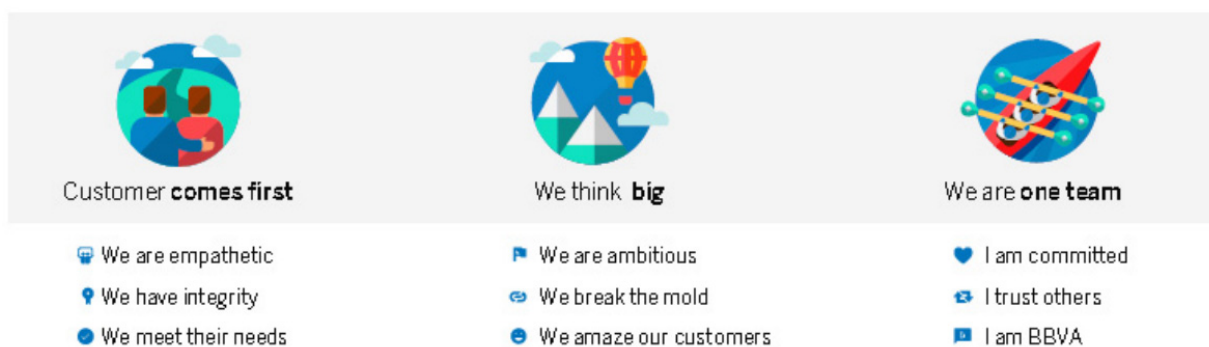 Customer comes first
We are empathetic
We have integrity
We meet their needs
We think big
We are ambitious
We break the mold
We amaze our customers
We are one team
I am committed
I trust others
I am BBVA